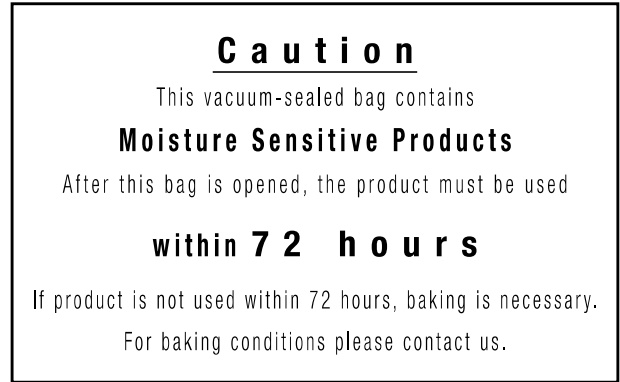 Caution
This vacuum-sealed bag contains
Moisture Sensitive Products
After this bag is opened, the product must be used
within 72 hours
If product is not used within 72 hours, baking is necessary.
For baking conditions please contact us.